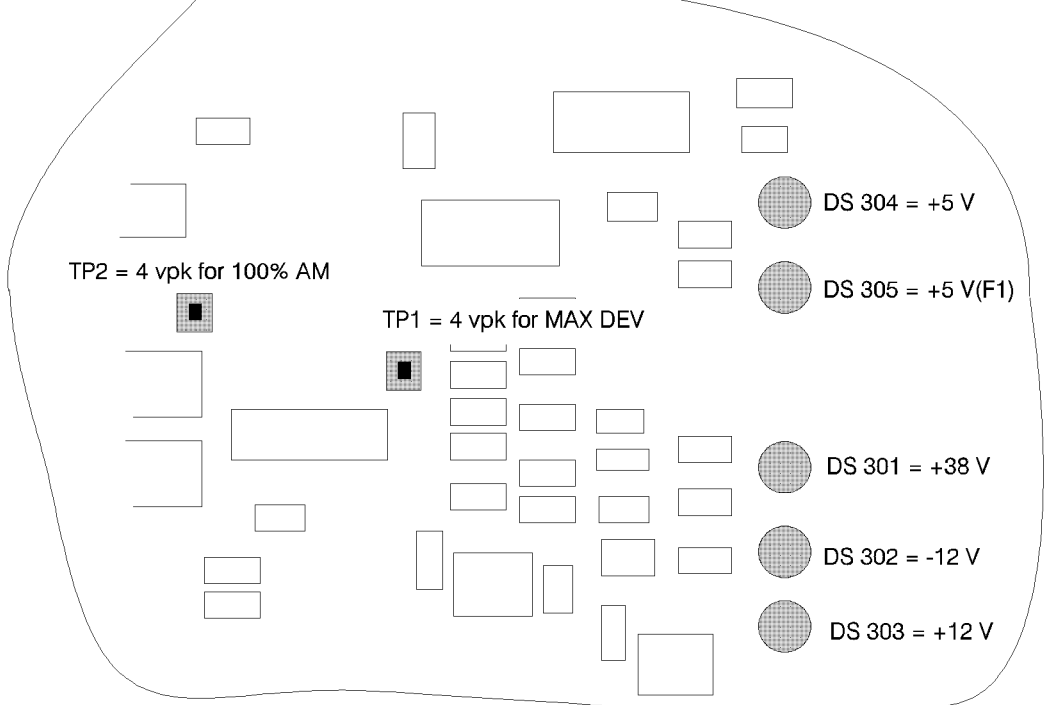 DS 304 = +5 V
TP2 = 4 vpk for 100% AM
DS 305 = +5 V(F1)
TP1 = 4 vpk for MAX DEV
DS 301 = +38 V
DS 302 = -12 V
DS 303 = +12 V